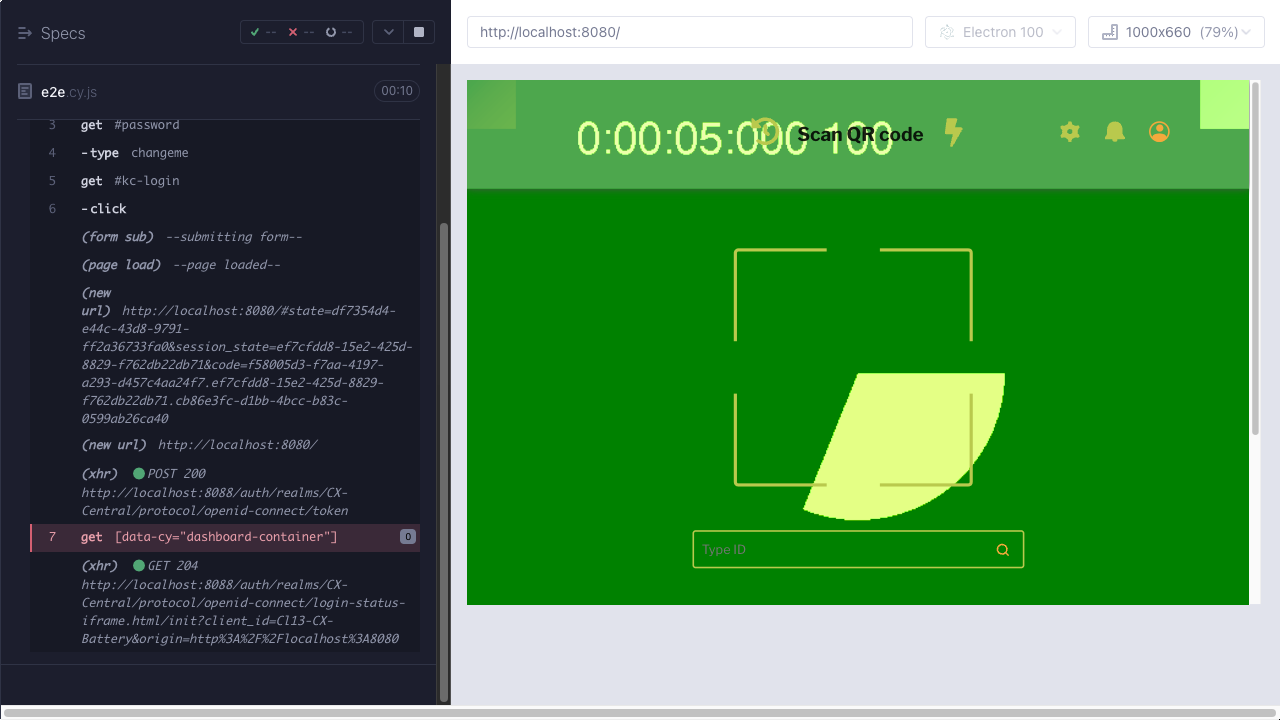 Specs
-- -- --
http://localhost:8080/
Electron 100
1000x660 (79%)
e2e.cy.js
00:10
3 get #password
4 -type changeme
5 get #kc-login
6 -click
(form sub) --submitting form--
(page load) --page loaded--
(new
url) http://localhost:8080/#state=df7354d4-
e44c-43d8-9791-
ff2a36733fa0&session_state=ef7cfdd8-15e2-425d-
8829-f762db22db71&code=f58005d3-f7aa-4197-
a293-d457c4aa24f7.ef7cfdd8-15e2-425d-8829-
f762db22db71.cb86e3fc-d1bb-4bcc-b83c-
0599ab26ca40
(new url) http://localhost:8080/
(xhr) POST 200
http://localhost:8088/auth/realms/CX-
Central/protocol/openid-connect/token
7 get [data-cy="dashboard-container"] 0
(xhr) GET 204
http://localhost:8088/auth/realms/CX-
Central/protocol/openid-connect/login-status-
iframe.html/init?client_id=Cl13-CX-
Battery&origin=http%3A%2F%2Flocalhost%3A8080
0:00:05:000 100
Scan QR code
Type ID